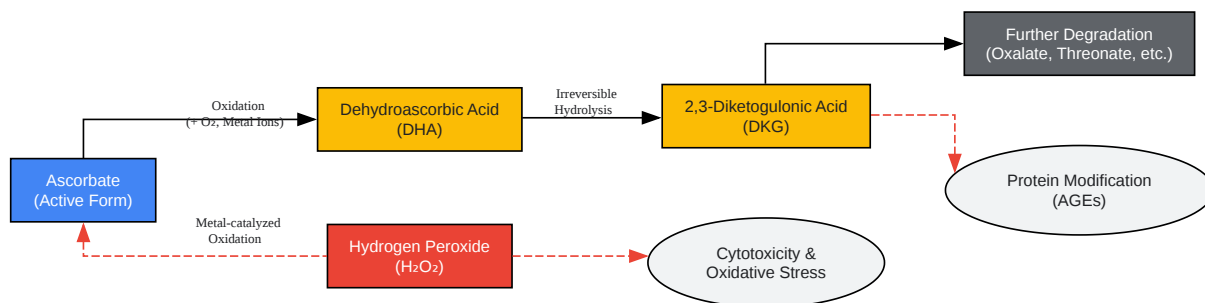 Further Degradation
(Oxalate, Threonate, etc.)
Oxidation
(+ O₂, Metal Ions)
Dehydroascorbic Acid
(DHA)
Irreversible
Hydrolysis
2,3-Diketogulonic Acid
(DKG)
Ascorbate
(Active Form)
Protein Modification
(AGEs)
Metal-catalyzed
Oxidation
Hydrogen Peroxide
(H₂O₂)
Cytotoxicity &
Oxidative Stress